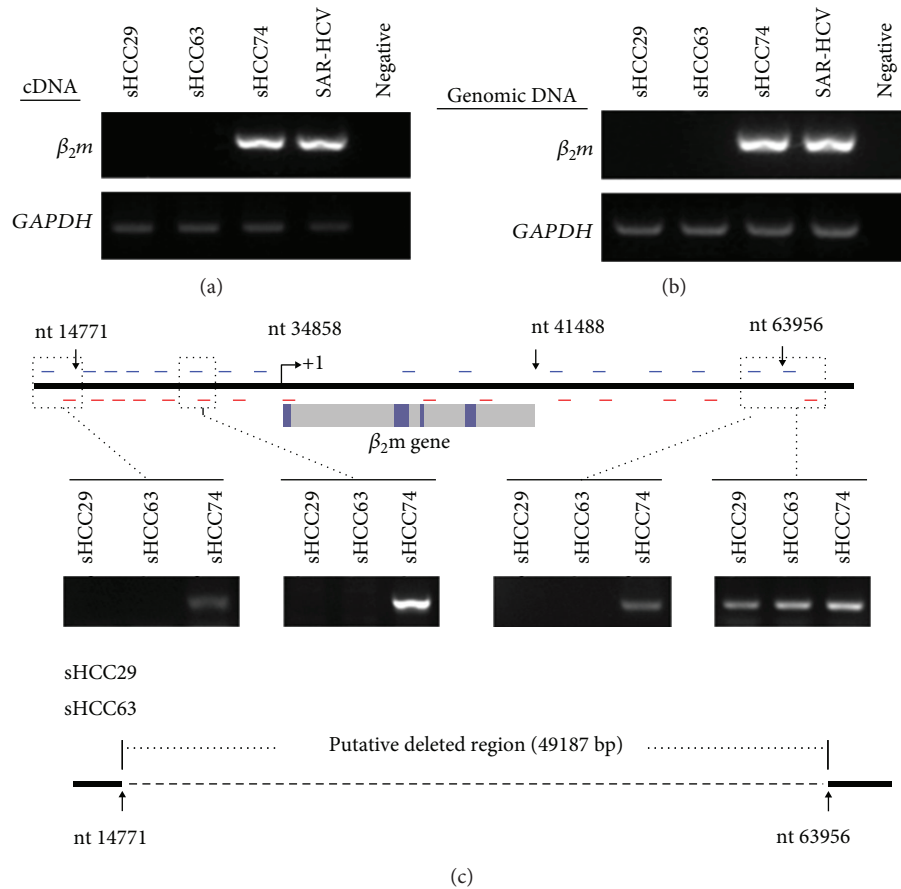 cDNA
sHCC29
sHCC63
sHCC74
SAR-HCV
Negative
β2m
GAPDH
(a)
Genomic DNA
sHCC29
sHCC63
sHCC74
SAR-HCV
Negative
β2m
GAPDH
(b)
nt 14771
nt 34858
nt 41488
nt 63956
+1
β2m gene
sHCC29
sHCC63
sHCC74
sHCC29
sHCC63
sHCC74
sHCC29
sHCC63
sHCC74
sHCC29
sHCC63
sHCC74
sHCC29
sHCC63
Putative deleted region (49187 bp)
nt 14771
nt 63956
(c)